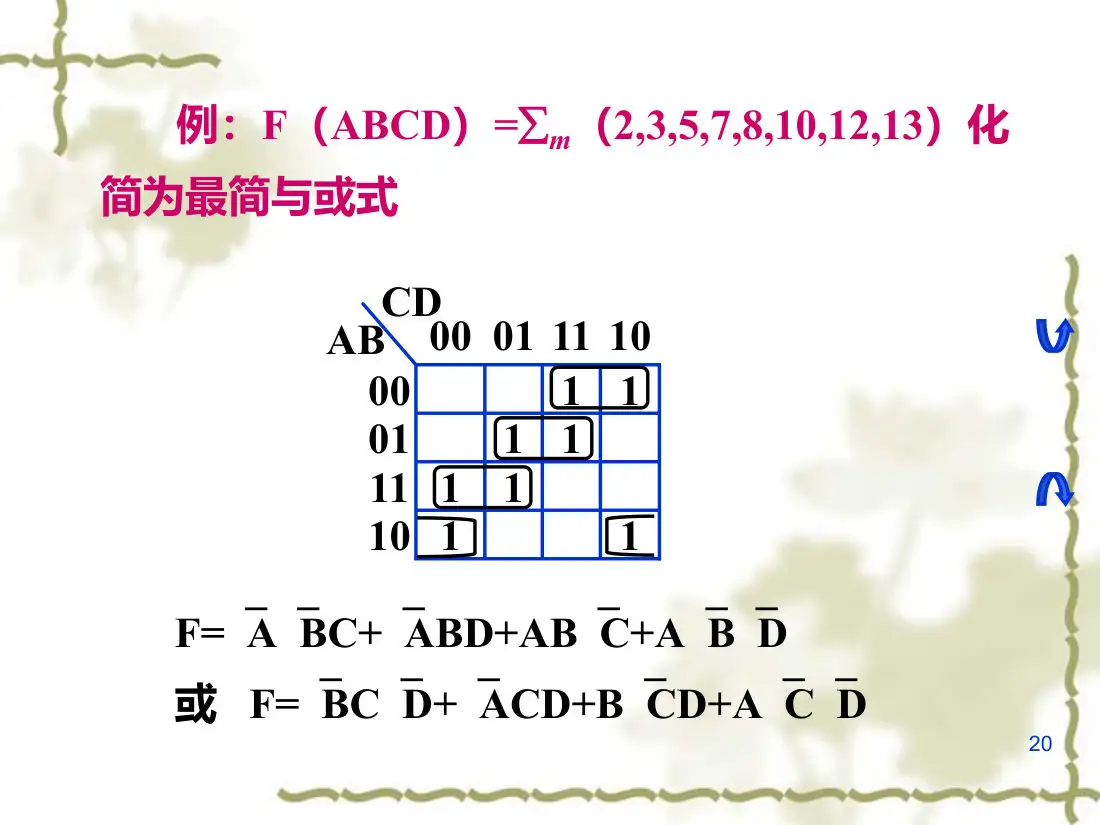 例：F（ABCD）=∑m（2,3,5,7,8,10,12,13）化
简为最简与或式
CD
AB 00 01 11 10
00 1 1
01 1 1
11 1 1
10 1 1
F= A̅ B̅C+ A̅BD+AB C̅+A B̅ D̅
或 F= B̅C D̅+ A̅CD+B C̅D+A C̅ D̅
20